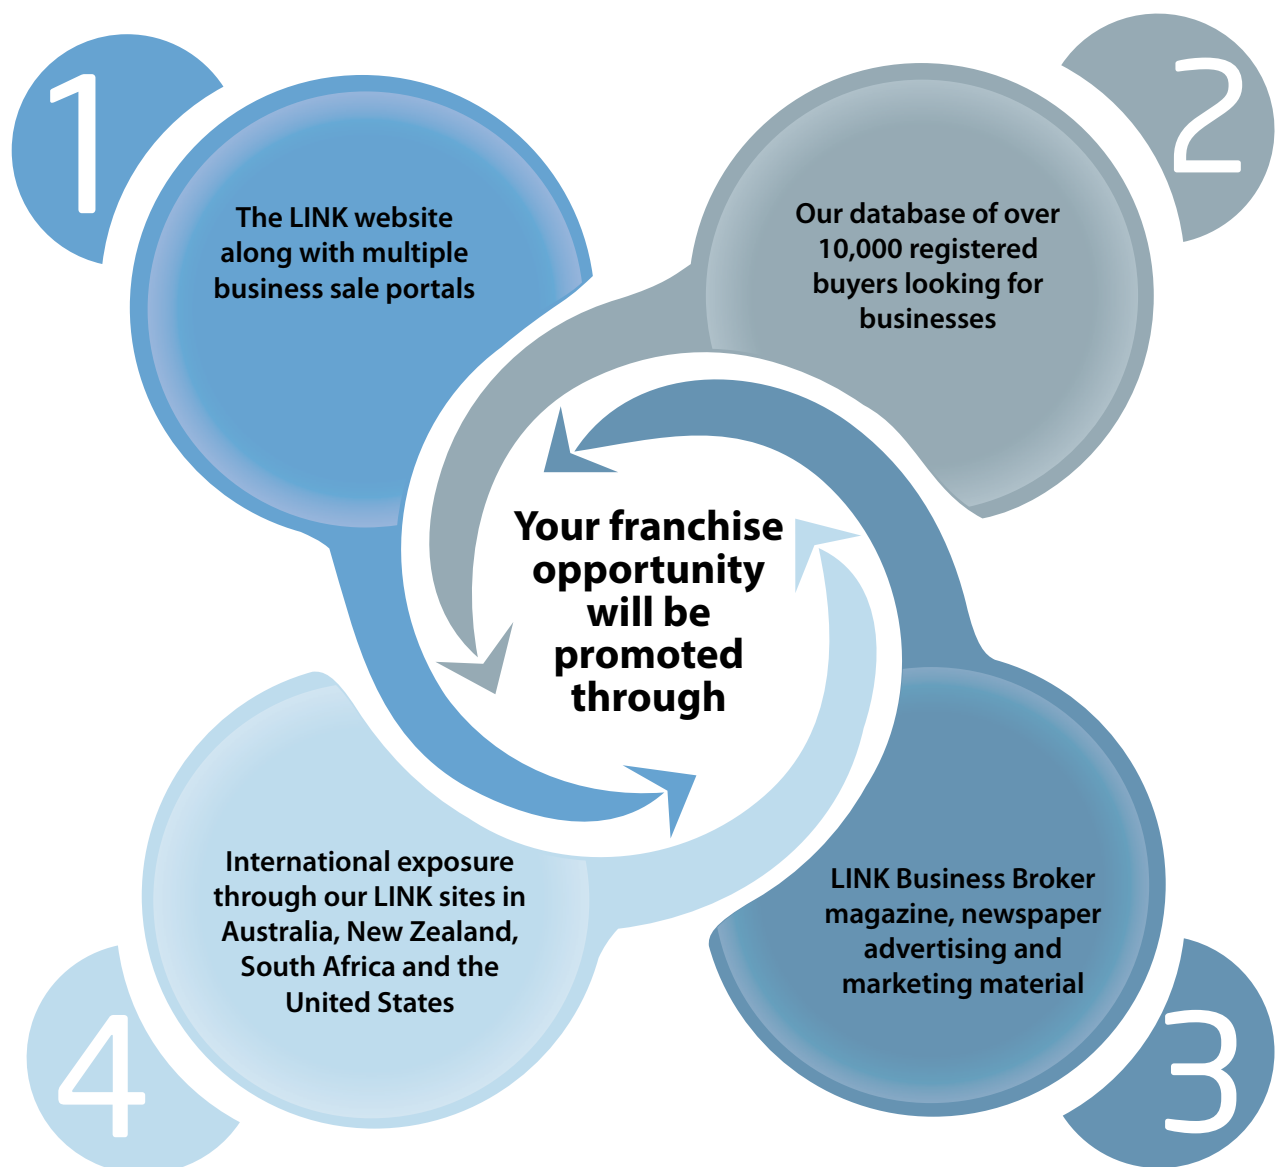 1
The LINK website
along with multiple
business sale portals
2
Our database of over
10,000 registered
buyers looking for
businesses
Your franchise
opportunity
will be
promoted
through
3
LINK Business Broker
magazine, newspaper
advertising and
marketing material
4
International exposure
through our LINK sites in
Australia, New Zealand,
South Africa and the
United States